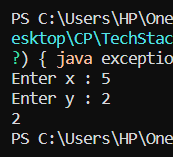 PS C:\Users\HP\One
esktop\CP\TechStac
?) { java exceptio
Enter x : 5
Enter y : 2
2
PS C:\Users\HP\One